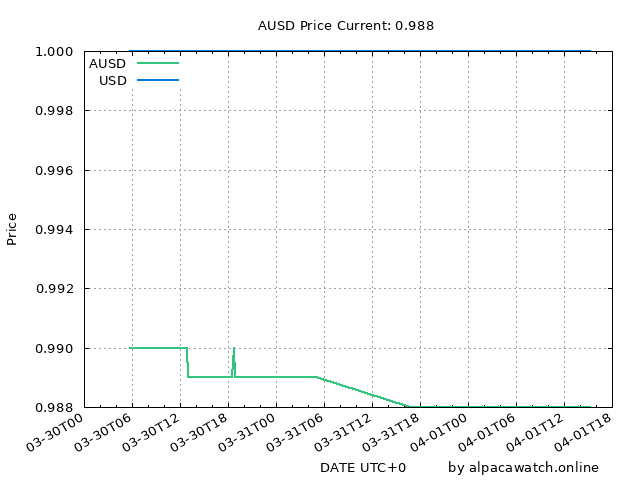 AUSD Price Current: 0.988
1.000
AUSD
USD
0.998
0.996
0.994
Price
0.992
0.990
0.988
03-30T00 03-30T06 03-30T12 03-30T18 03-31T00 03-31T06 03-31T12 03-31T18 04-01T00 04-01T06 04-01T12 04-01T18
DATE UTC+0 by alpacawatch.online